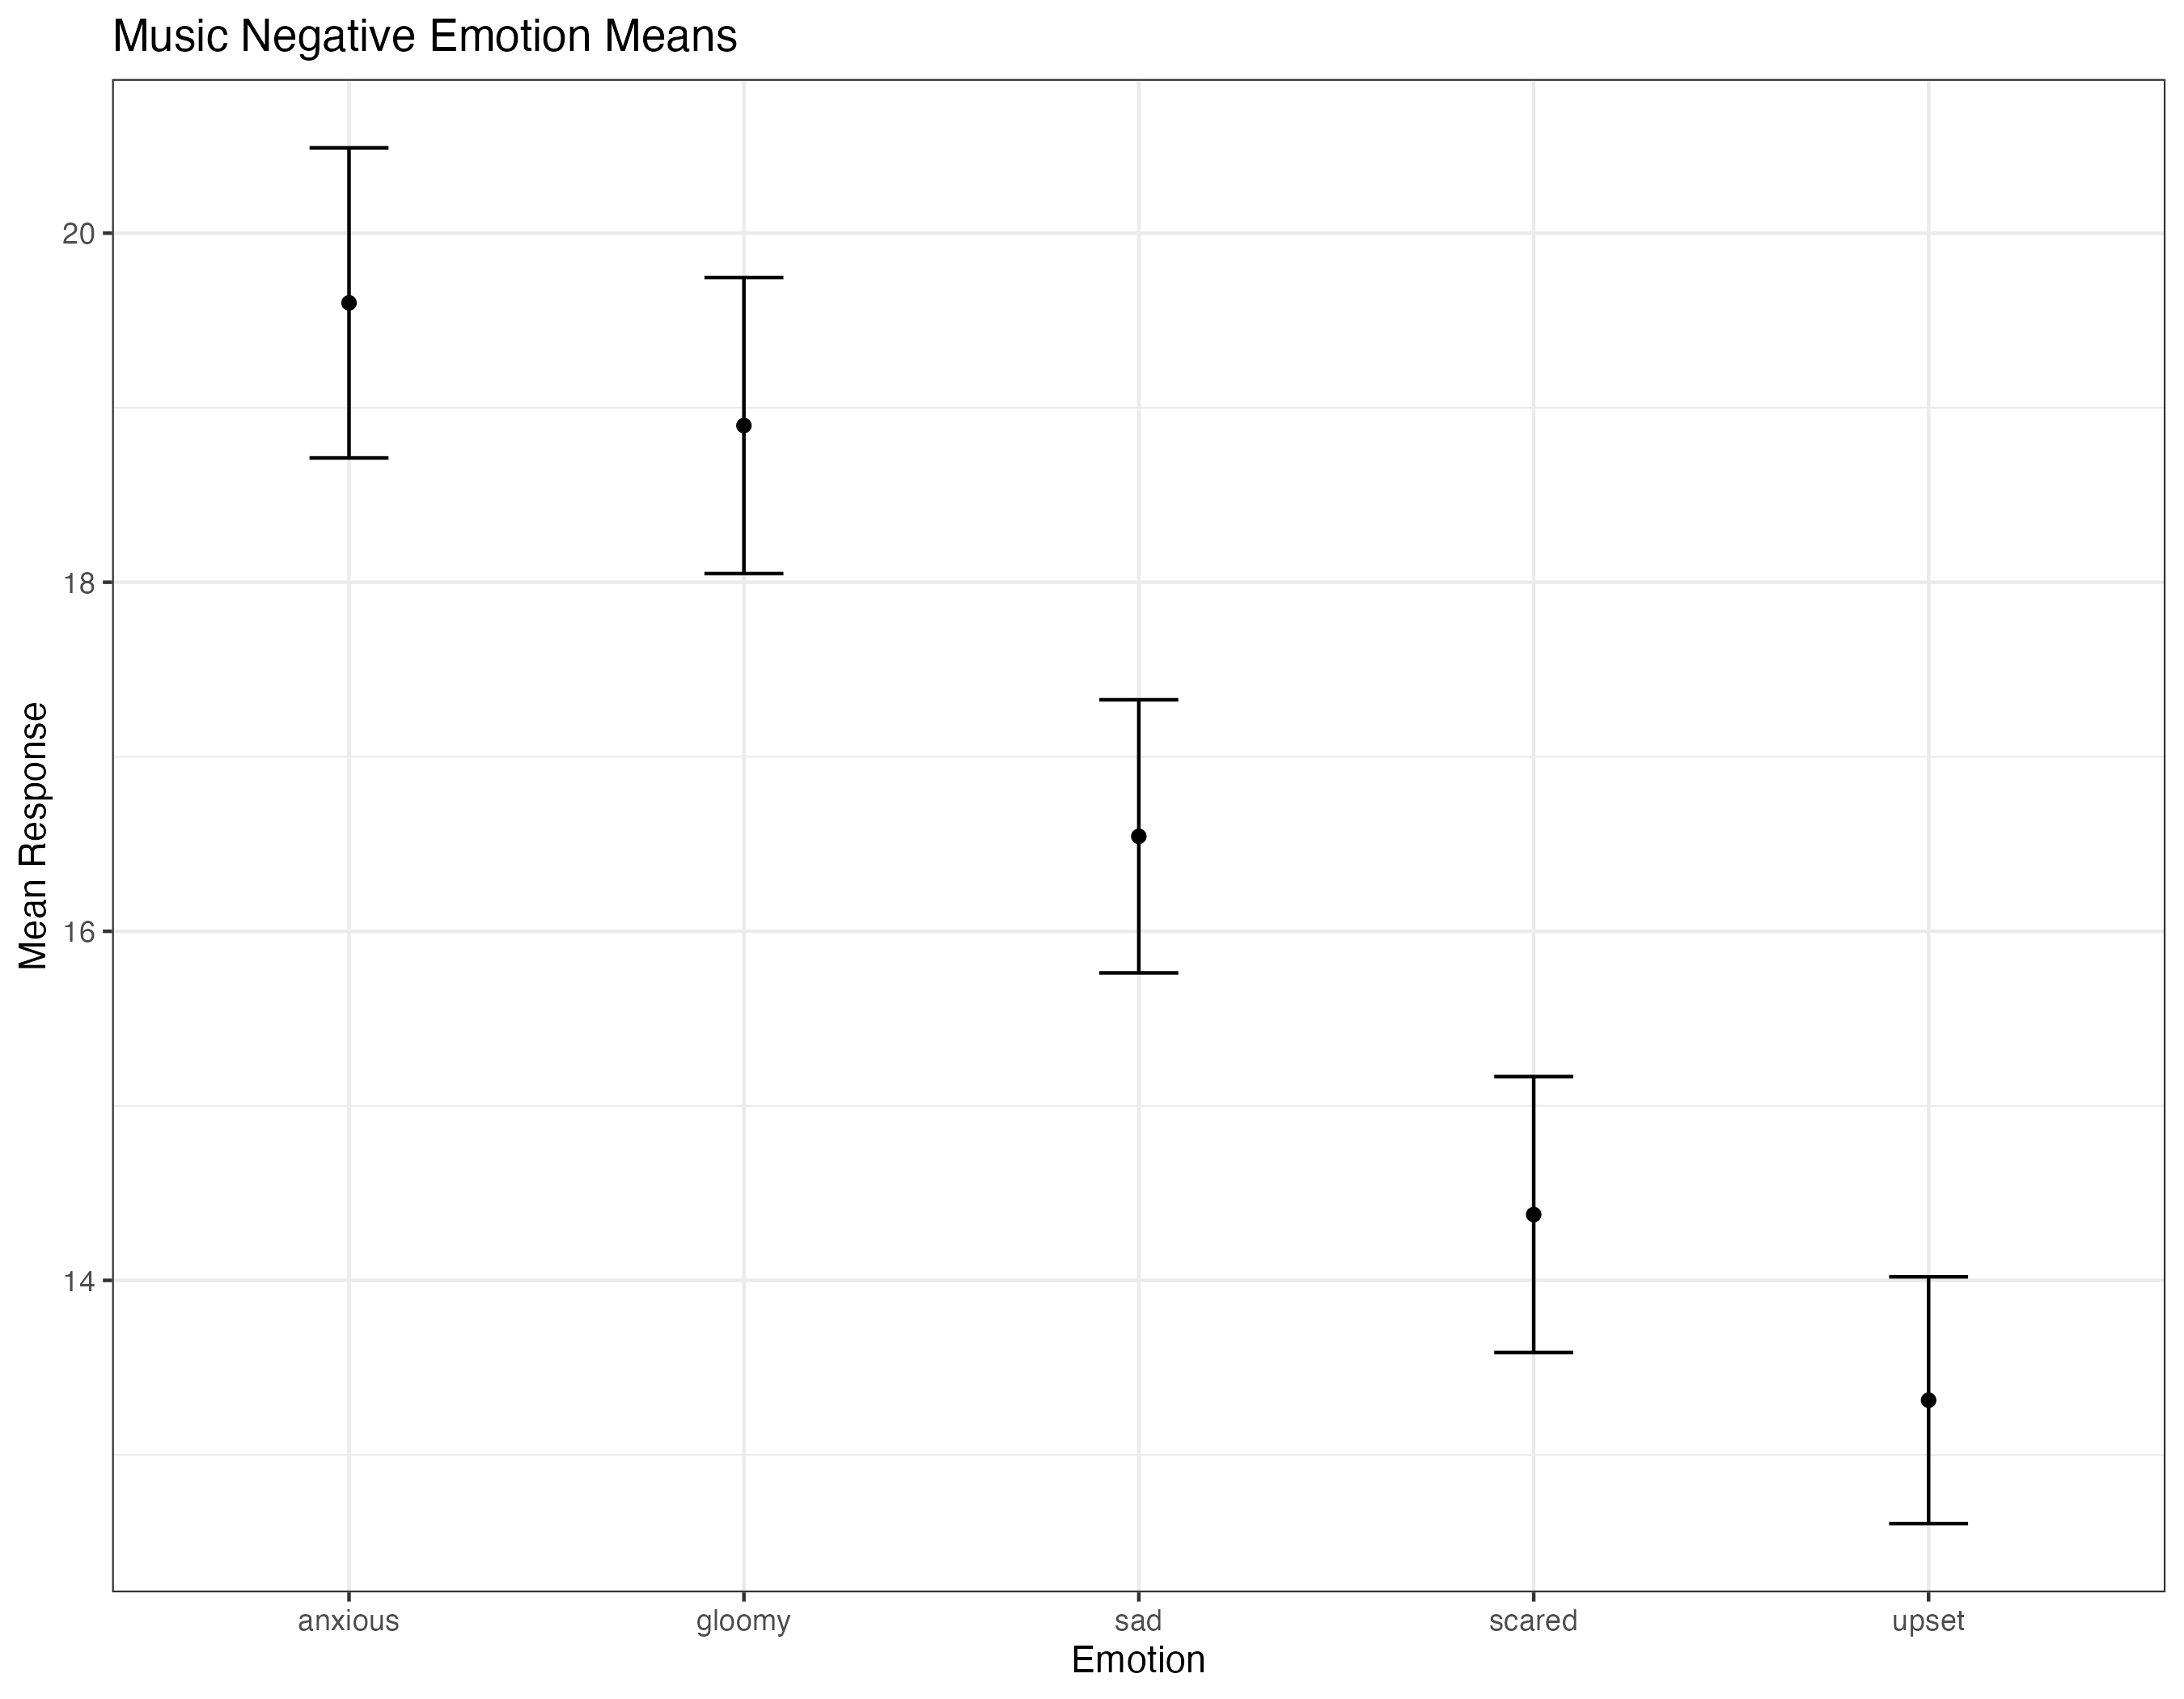 Music Negative Emotion Means
20
18
16
14
Mean Response
anxious gloomy sad scared upset
Emotion